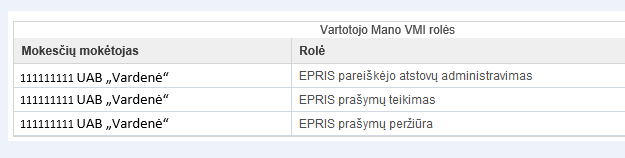 Vartotojo Mano VMI rolės
Mokesčių mokėtojas Rolė
111111111 UAB „Vardenė“ EPRIS pareiškėjo atstovų administravimas
111111111 UAB „Vardenė“ EPRIS prašymų teikimas
111111111 UAB „Vardenė“ EPRIS prašymų peržiūra